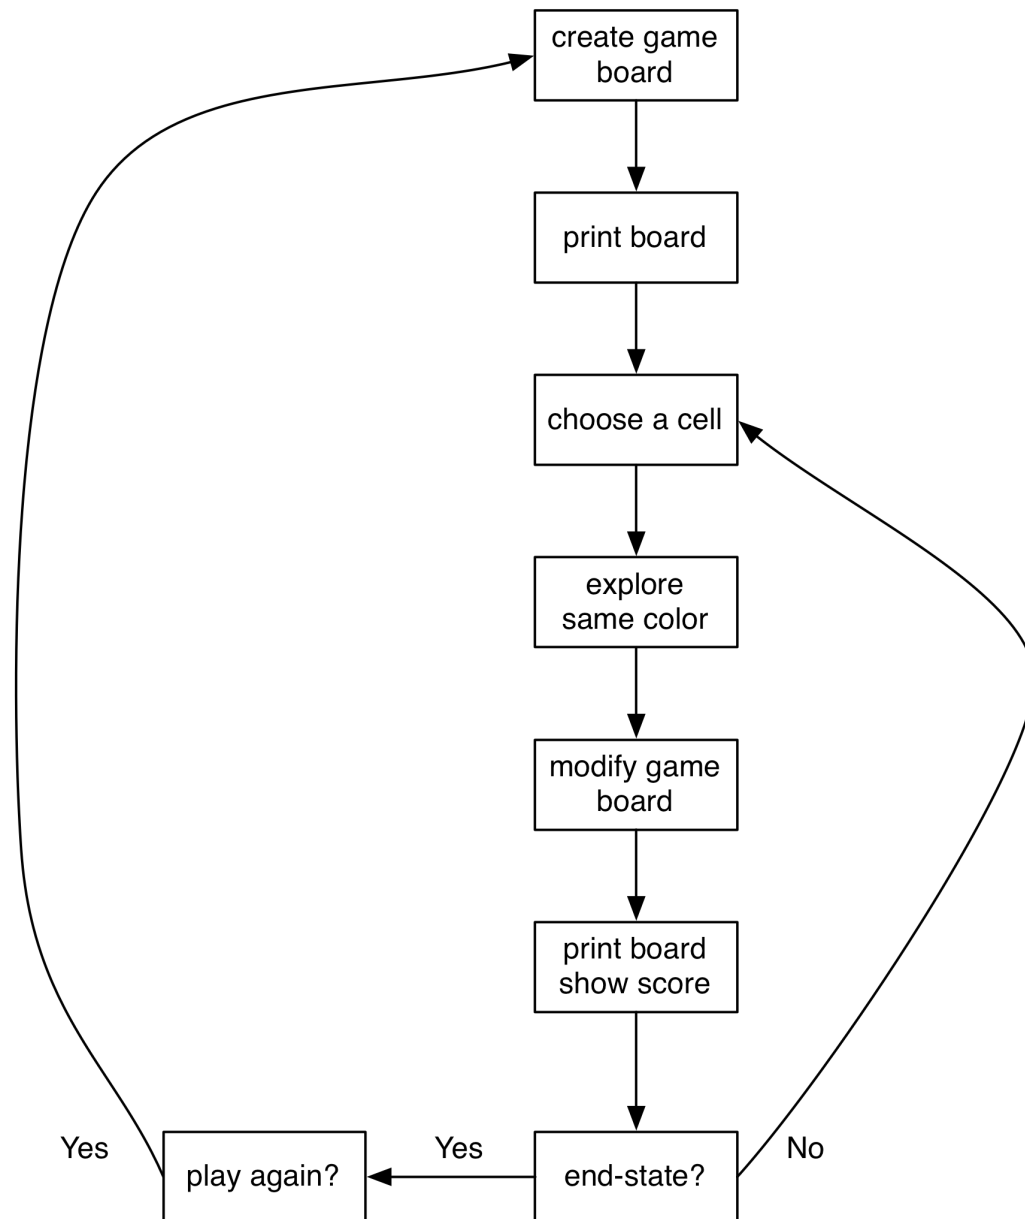 create game
board
print board
choose a cell
explore
same color
modify game
board
print board
show score
Yes
play again?
Yes
end-state?
No